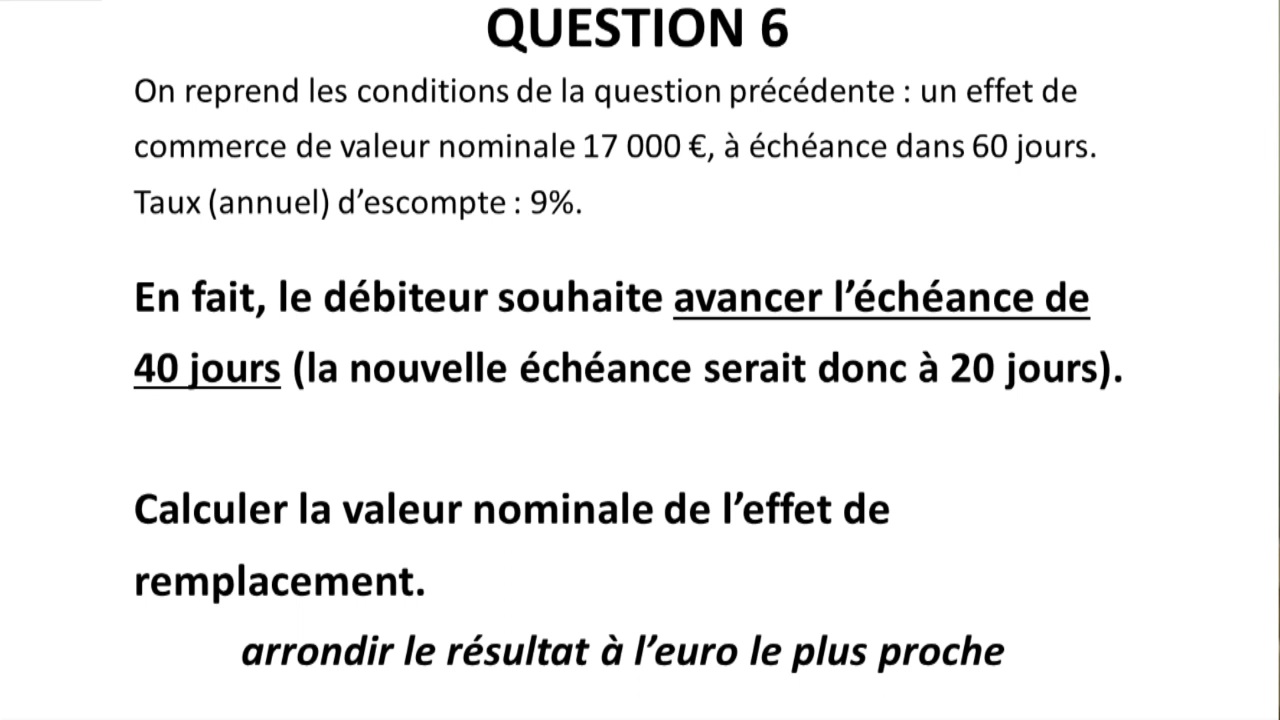 QUESTION 6
On reprend les conditions de la question précédente : un effet de
commerce de valeur nominale 17 000 €, à échéance dans 60 jours.
Taux (annuel) d’escompte : 9%.
En fait, le débiteur souhaite avancer l’échéance de
40 jours (la nouvelle échéance serait donc à 20 jours).
Calculer la valeur nominale de l’effet de
remplacement.
arrondir le résultat à l’euro le plus proche